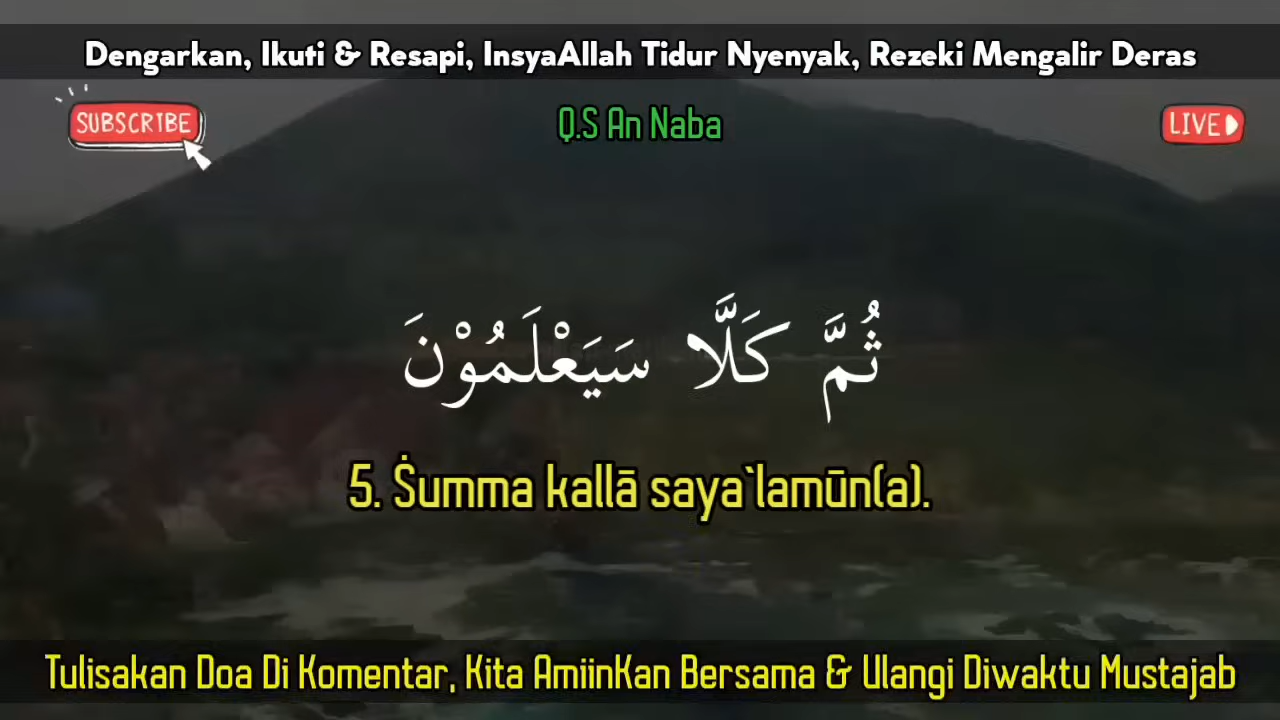 Dengarkan, Ikuti & Resapi, InsyaAllah Tidur Nyenyak, Rezeki Mengalir Deras
SUBSCRIBE
Q.S An Naba
LIVE
ثُمَّ كَلَّا سَيَعْلَمُوْنَ
5. Ṡumma kallā saya`lamūn(a).
Tulisakan Doa Di Komentar, Kita AmiinKan Bersama & Ulangi Diwaktu Mustajab